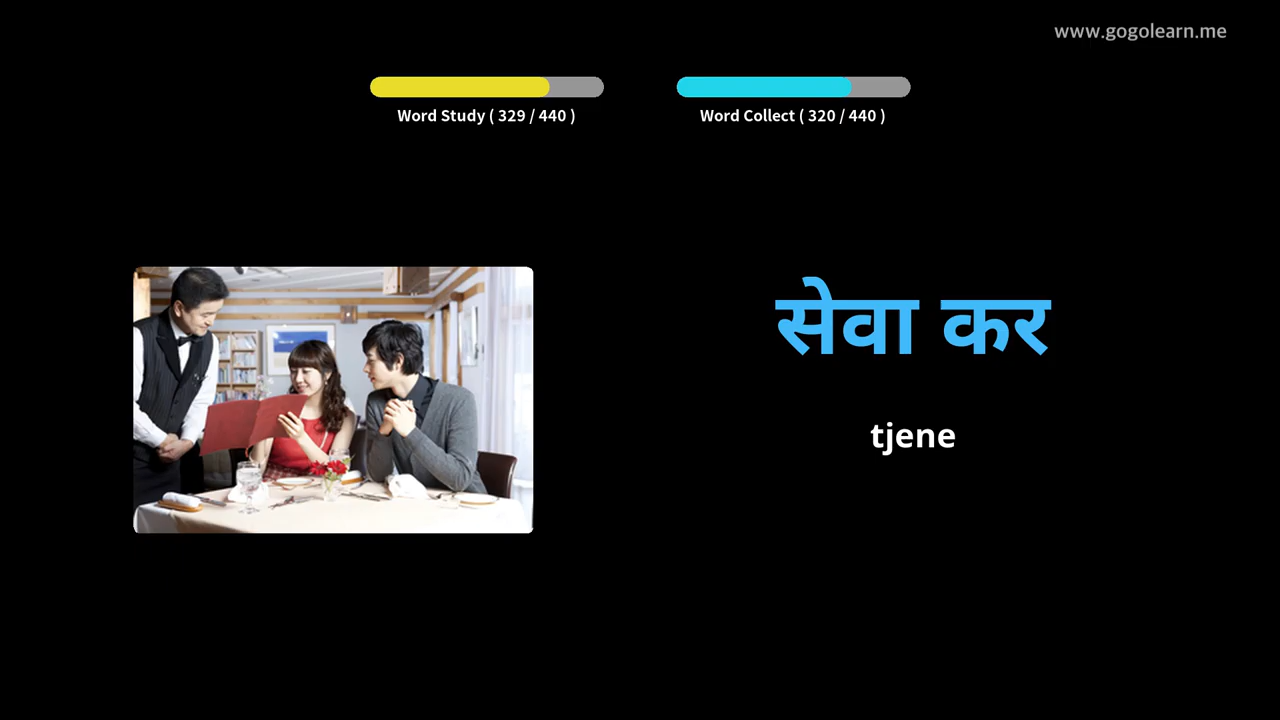 www.gogolearn.me
Word Study ( 329 / 440 )
Word Collect ( 320 / 440 )
सेवा कर
tjene